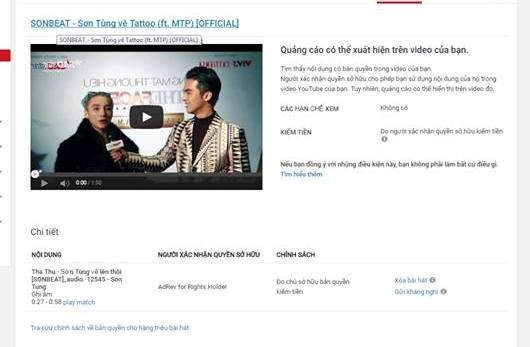 SONBEAT - Sơn Tùng vẽ Tattoo (ft. MTP) [OFFICIAL]
SONBEAT - Sơn Tùng vẽ Tattoo (ft. MTP) [OFFICIAL]
0:00 / 1:50
Quảng cáo có thể xuất hiện trên video của bạn.
Tìm thấy nội dung có bản quyền trong video của bạn.
Người xác nhận quyền sở hữu cho phép bạn sử dụng nội dung của họ trong
video YouTube của bạn. Tuy nhiên, quảng cáo có thể hiển thị trên video đó.
CÁC HẠN CHẾ XEM Không có
KIẾM TIỀN Do người xác nhận quyền sở hữu kiếm tiền
Nếu bạn đồng ý với những điều kiện này, bạn không phải làm bất cứ điều gì.
Tìm hiểu thêm
Chi tiết
NỘI DUNG NGƯỜI XÁC NHẬN QUYỀN SỞ HỮU CHÍNH SÁCH
Tha Thu - Sơn Tùng vẽ lên thôi
[SONBEAT]_audio.-12545 - Son
Tung
Ghi âm
0:27 - 0:58 play match
AdRev for Rights Holder
Do chủ sở hữu bản quyền
kiếm tiền
Xóa bài hát
Gửi kháng nghị
Tra cứu chính sách về bản quyền cho hàng triệu bài hát